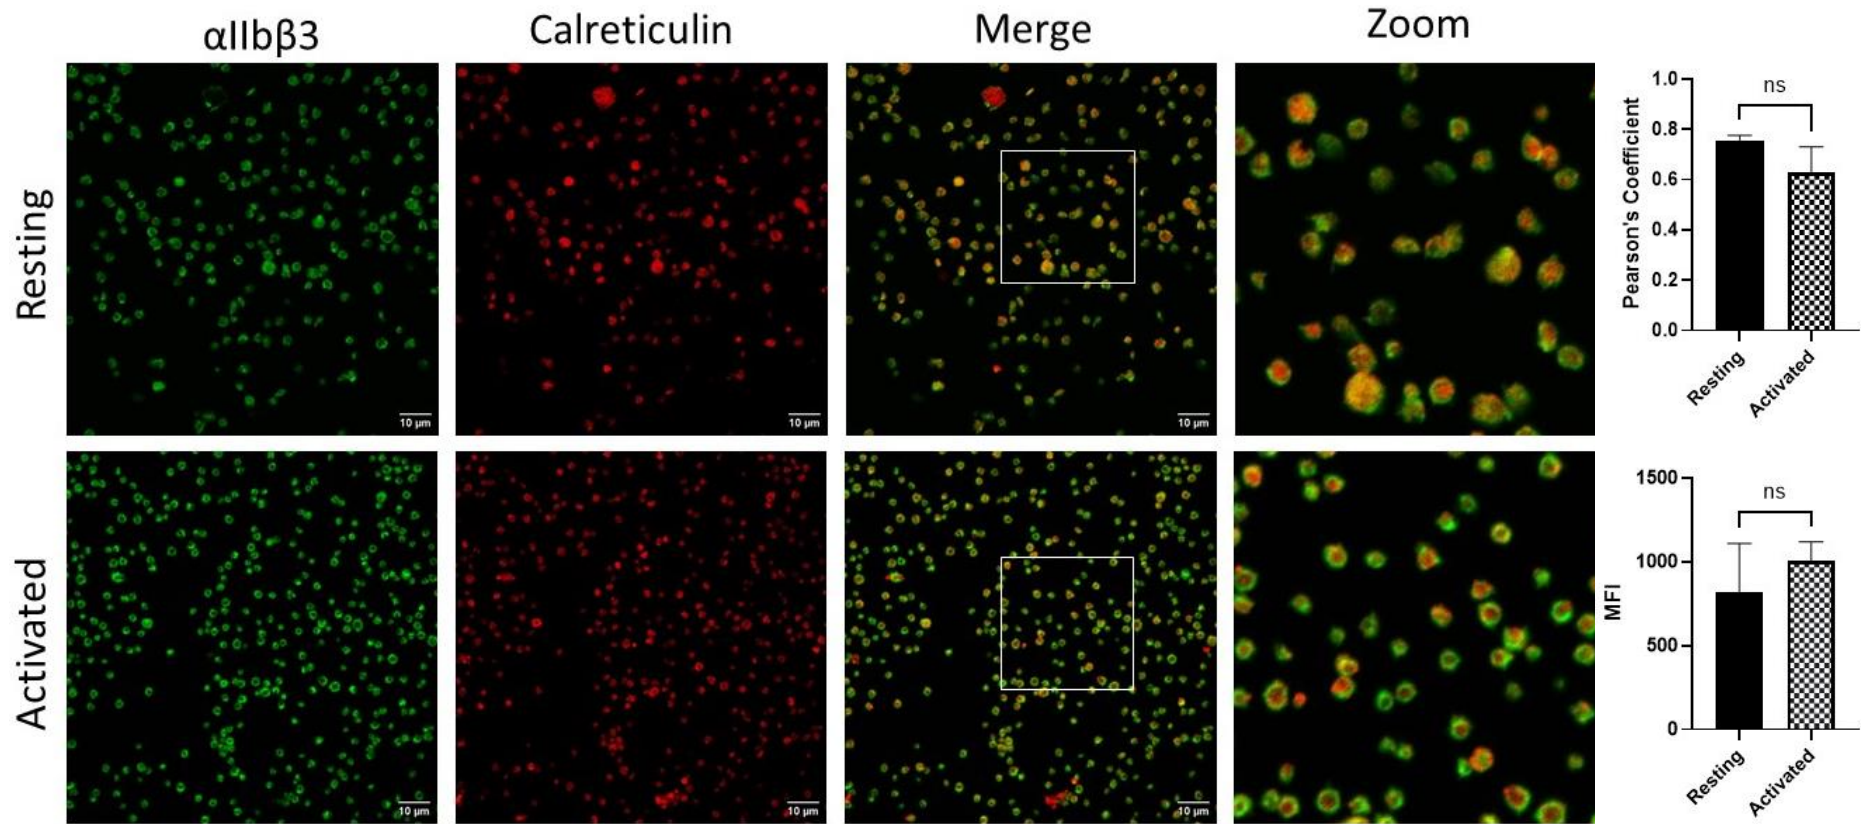 αIIbβ3
Calreticulin
Merge
Zoom
Resting
10 µm
10 µm
10 µm
Activated
10 µm
10 µm
10 µm
Pearson's Coefficient
1.0
0.8
0.6
0.4
0.2
0.0
ns
Resting
Activated
MFI
1500
1000
500
0
ns
Resting
Activated